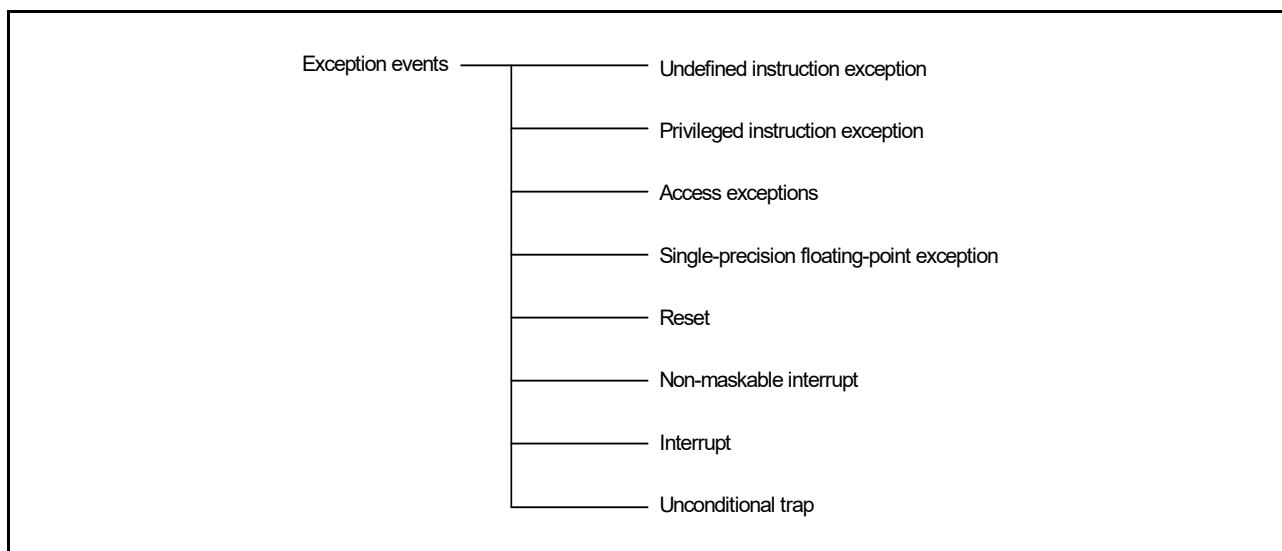 Exception events
Undefined instruction exception
Privileged instruction exception
Access exceptions
Single-precision floating-point exception
Reset
Non-maskable interrupt
Interrupt
Unconditional trap